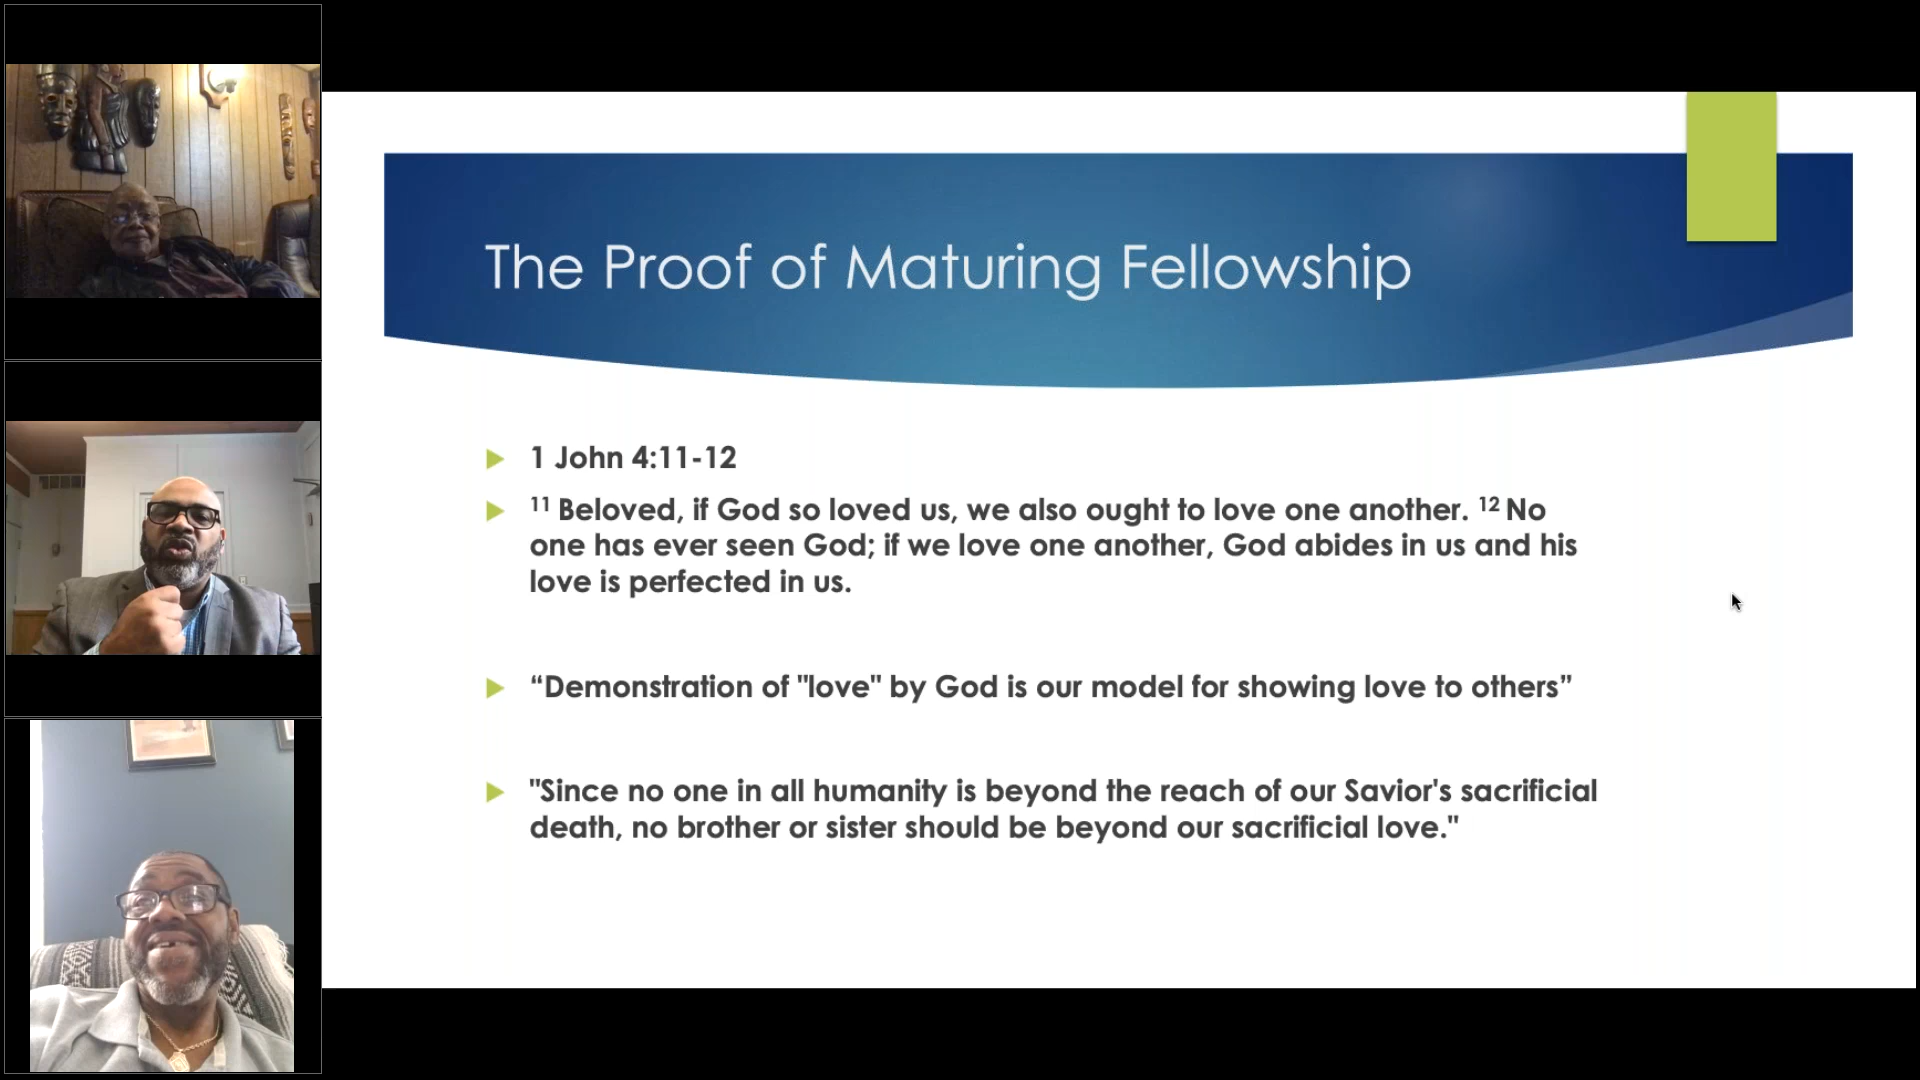 The Proof of Maturing Fellowship
1 John 4:11-12
¹¹ Beloved, if God so loved us, we also ought to love one another. ¹² No
one has ever seen God; if we love one another, God abides in us and his
love is perfected in us.
“Demonstration of "love" by God is our model for showing love to others”
"Since no one in all humanity is beyond the reach of our Savior's sacrificial
death, no brother or sister should be beyond our sacrificial love."